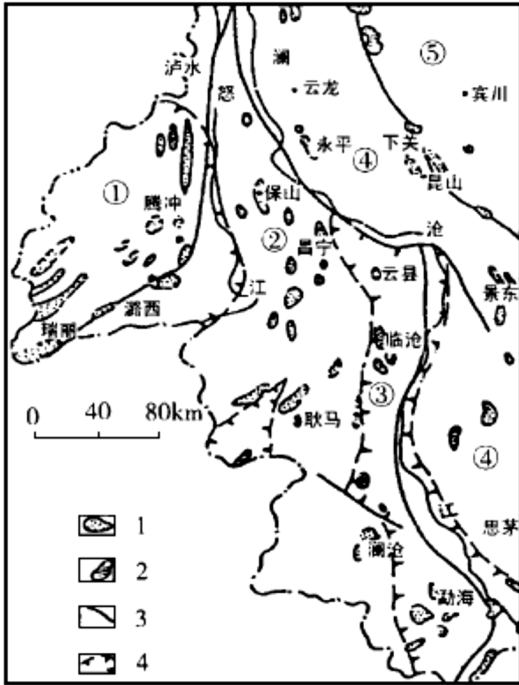 泸水
怒
澜
云龙
⑤
宾川
永平
④
下关
昆山
①
保山
腾冲
②
昌宁
沧
江
云县
景东
潞西
瑞丽
临沧
0 40 80km
耿马
③
④
江
思茅
澜沧
勐海
1
2
3
4